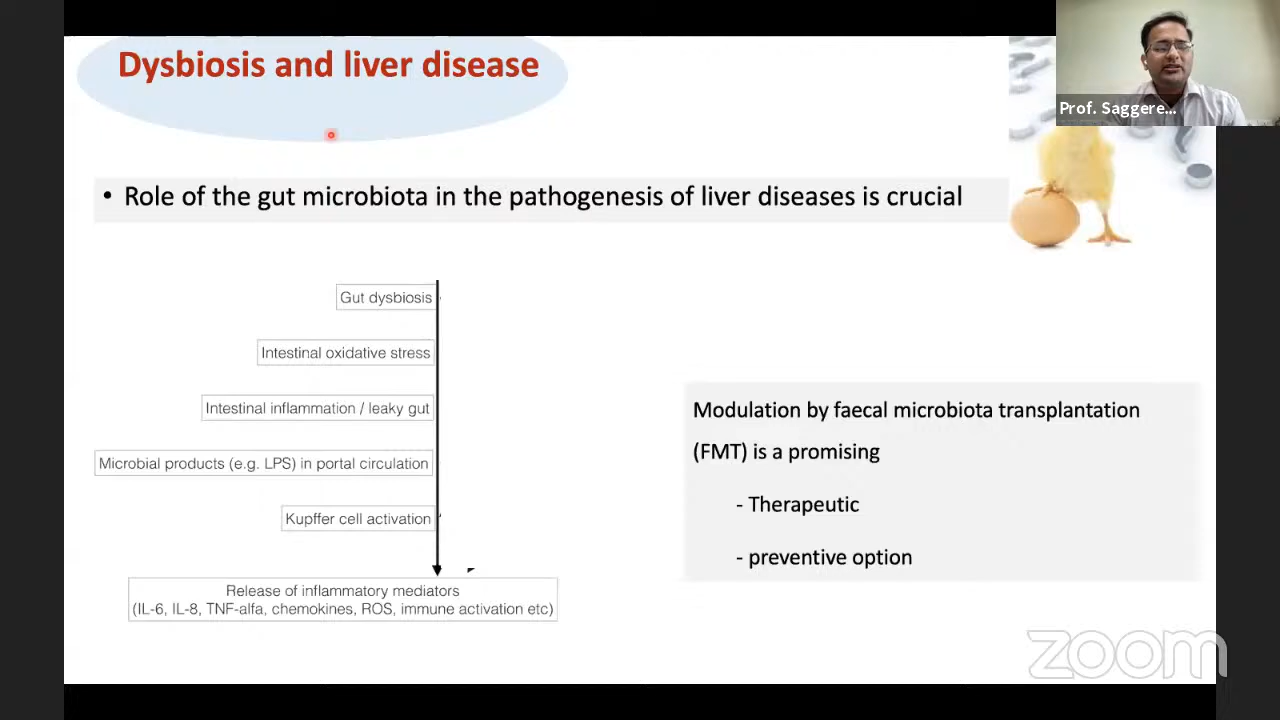 Dysbiosis and liver disease
Prof. Saggere...
• Role of the gut microbiota in the pathogenesis of liver diseases is crucial
Gut dysbiosis
Intestinal oxidative stress
Intestinal inflammation / leaky gut
Microbial products (e.g. LPS) in portal circulation
Kupffer cell activation
Release of inflammatory mediators
(IL-6, IL-8, TNF-alfa, chemokines, ROS, immune activation etc)
Modulation by faecal microbiota transplantation
(FMT) is a promising
- Therapeutic
- preventive option
zoom